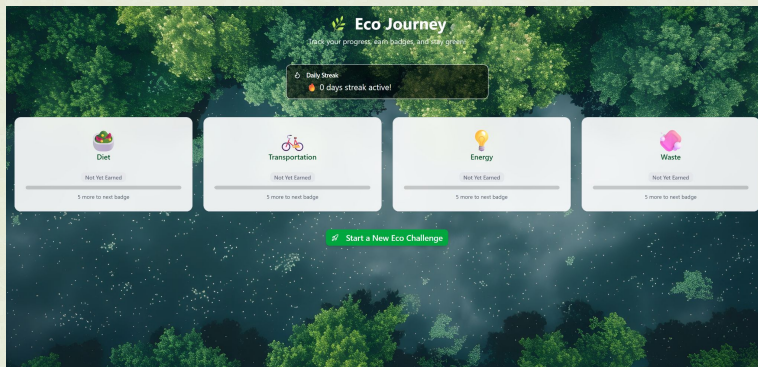 Eco Journey
Track your progress, earn badges, and stay green!
Daily Streak
0 days streak active!
Diet
Not Yet Earned
5 more to next badge
Transportation
Not Yet Earned
5 more to next badge
Energy
Not Yet Earned
5 more to next badge
Waste
Not Yet Earned
5 more to next badge
Start a New Eco Challenge